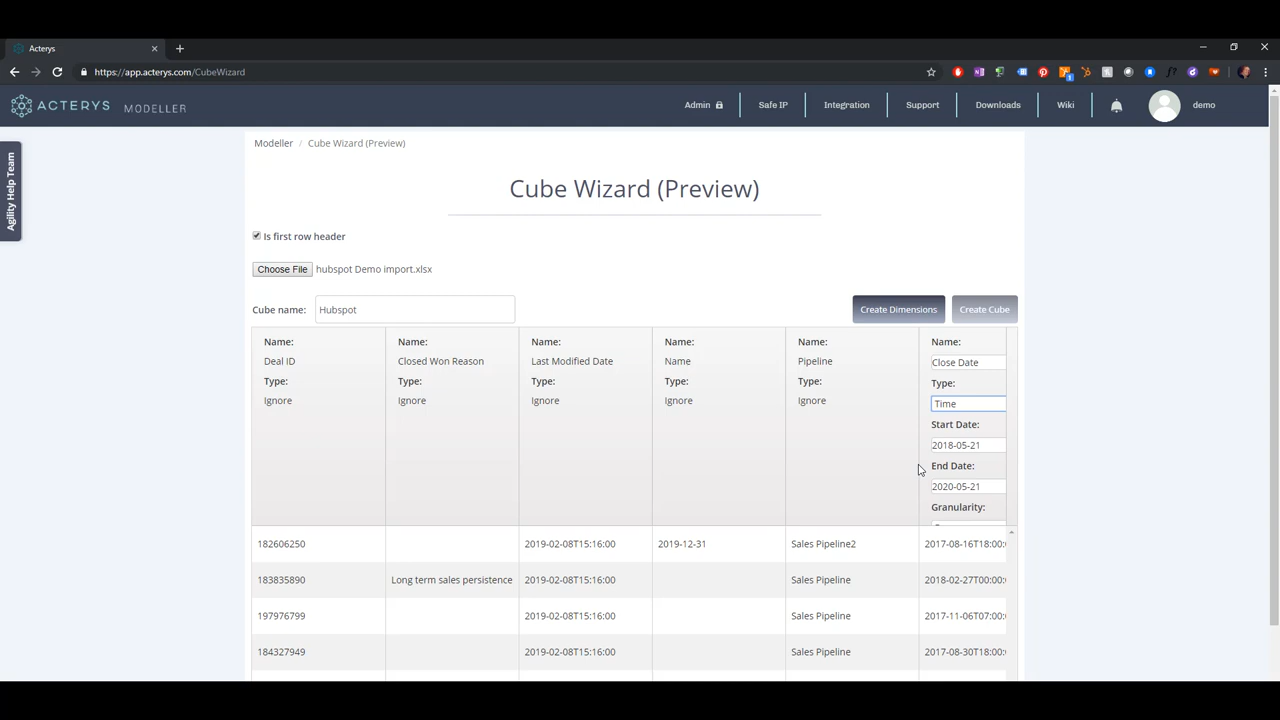 Acterys
https://app.acterys.com/CubeWizard
ACTERYS MODELLER
Admin
Safe IP
Integration
Support
Downloads
Wiki
demo
Agility Help Team
Modeller / Cube Wizard (Preview)
Cube Wizard (Preview)
Is first row header
Choose File hubspot Demo import.xlsx
Cube name: Hubspot
Create Dimensions
Create Cube
Name: Name: Name: Name: Name: Name:
Deal ID Closed Won Reason Last Modified Date Name Pipeline Close Date
Type: Type: Type: Type: Type: Type:
Ignore Ignore Ignore Ignore Ignore Time
Start Date:
2018-05-21
End Date:
2020-05-21
Granularity:
182606250 2019-02-08T15:16:00 2019-12-31 Sales Pipeline2 2017-08-16T18:00:
183835890 Long term sales persistence 2019-02-08T15:16:00 Sales Pipeline 2018-02-27T00:00:
197976799 2019-02-08T15:16:00 Sales Pipeline 2017-11-06T07:00:
184327949 2019-02-08T15:16:00 Sales Pipeline 2017-08-30T18:00: